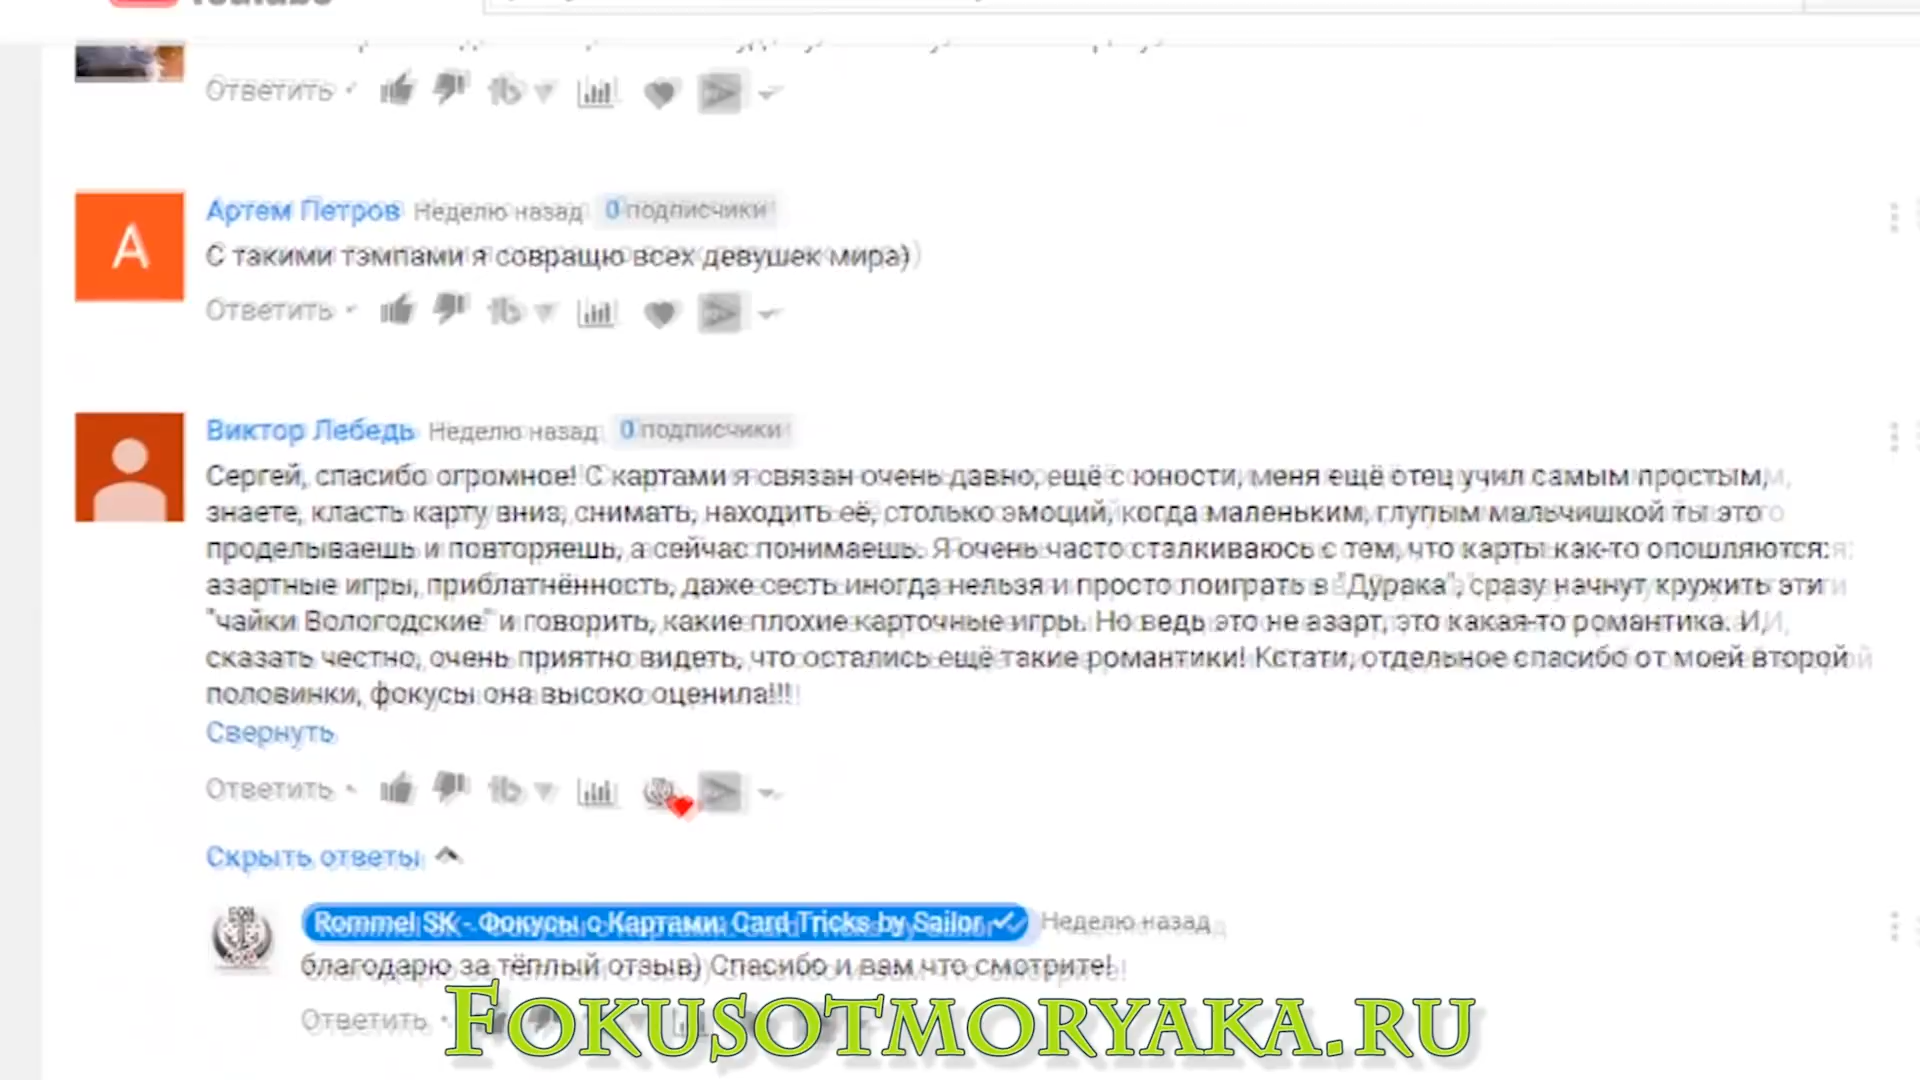 Ответить
Артем Петров Неделю назад 0 подписчики
С такими тэмпами я совращю всех девушек мира)
Ответить
Виктор Лебедь Неделю назад 0 подписчики
Сергей, спасибо огромное! С картами я связан очень давно, ещё с юности, меня ещё отец учил самым простым,
знаете, класть карту вниз, снимать, находить её, столько эмоций, когда маленьким, глупым мальчишкой ты это
проделываешь и повторяешь, а сейчас понимаешь. Я очень часто сталкиваюсь с тем, что карты как-то опошляются:
азартные игры, приблатнённость, даже сесть иногда нельзя и просто поиграть в "Дурака", сразу начнут кружить эти
"чайки Вологодские" и говорить, какие плохие карточные игры. Но ведь это не азарт, это какая-то романтика. И,
сказать честно, очень приятно видеть, что остались ещё такие романтики! Кстати, отдельное спасибо от моей второй
половинки, фокусы она высоко оценила!!!
Свернуть
Ответить
Скрыть ответы
Rommel SK - Фокусы с Картами. Card Tricks by Sailor Неделю назад
благодарю за тёплый отзыв) Спасибо и вам что смотрите!
Ответить
Fokusotmoryaka.ru